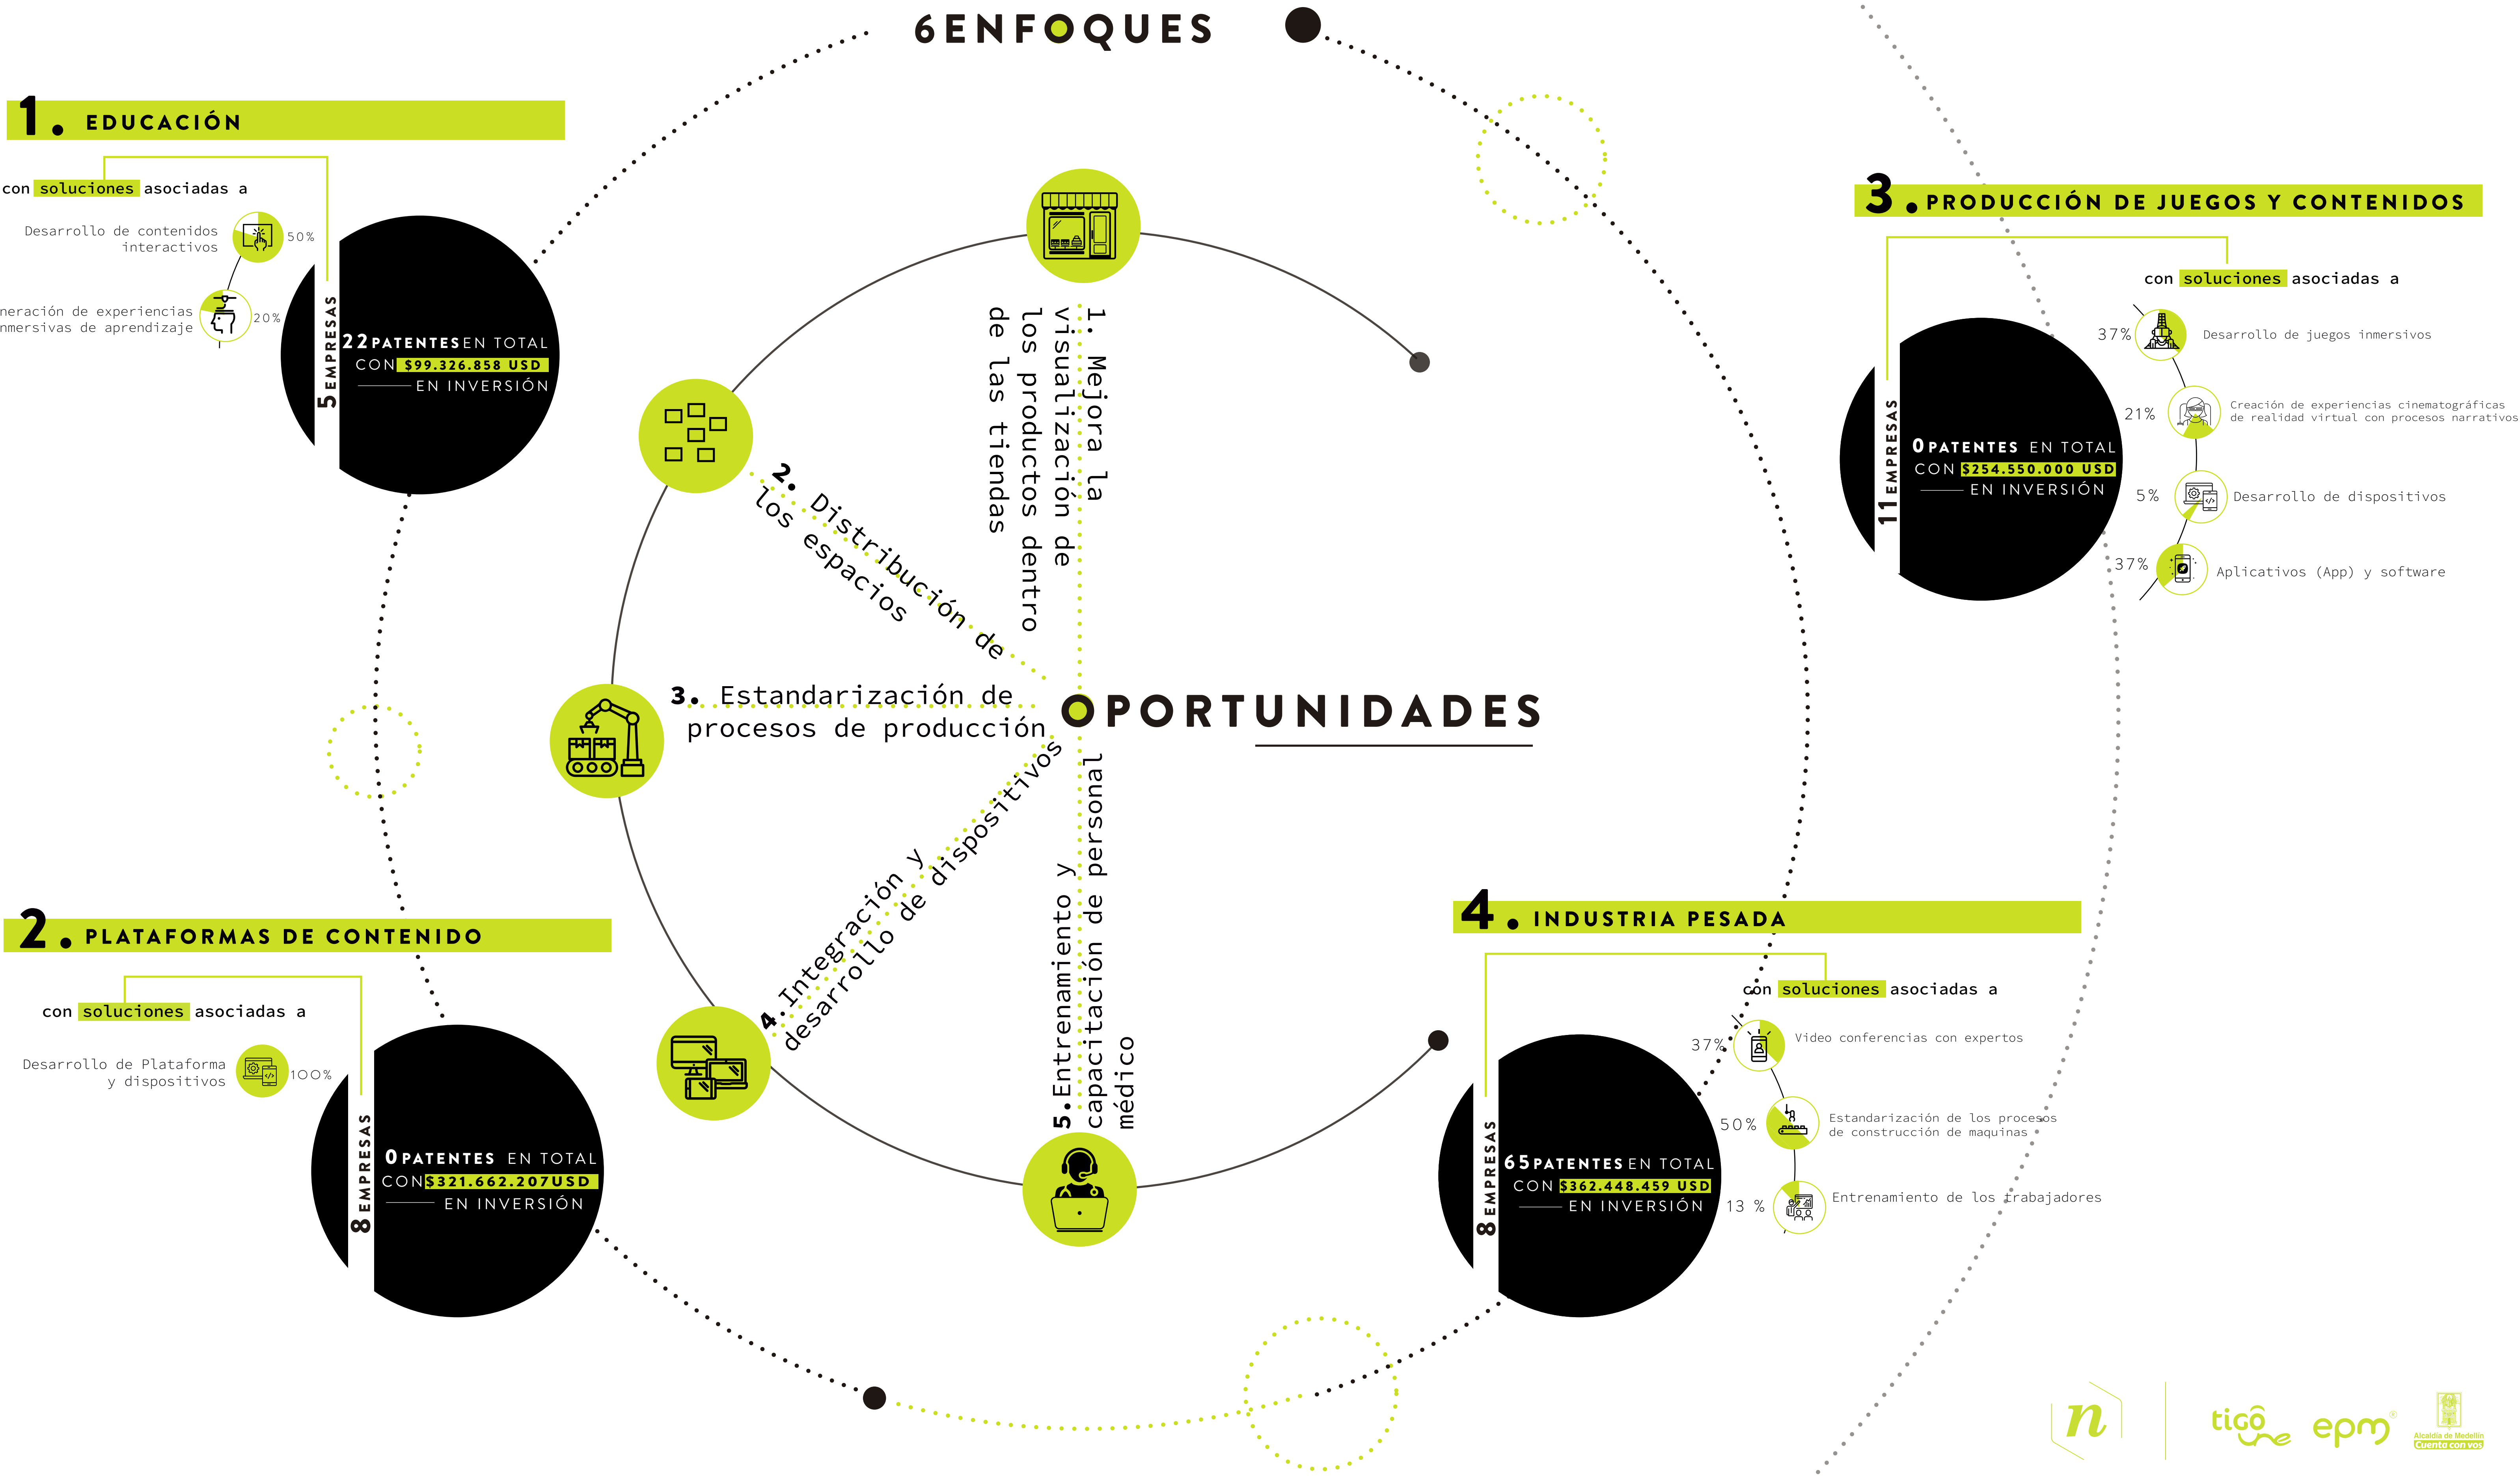 6ENFOQUES
1. EDUCACIÓN
con soluciones asociadas a
Desarrollo de contenidos
interactivos
50%
neración de experiencias
nmersivas de aprendizaje
20%
5 EMPRESAS
22 PATENTES EN TOTAL
CON $99.326.858 USD
EN INVERSIÓN
2. PLATAFORMAS DE CONTENIDO
con soluciones asociadas a
Desarrollo de Plataforma
y dispositivos
100%
8 EMPRESAS
0 PATENTES EN TOTAL
CON $321.662.207USD
EN INVERSIÓN
OPORTUNIDADES
1. Mejora la
visualización de
los productos dentro
de las tiendas
2. Distribución de
los espacios
3. Estandarización de
procesos de producción
4.Integración y
desarrollo de dispositivos
5.Entrenamiento y
capacitación de personal
médico
3. PRODUCCIÓN DE JUEGOS Y CONTENIDOS
con soluciones asociadas a
37%
Desarrollo de juegos inmersivos
21%
Creación de experiencias cinematográficas
de realidad virtual con procesos narrativos
5%
Desarrollo de dispositivos
37%
Aplicativos (App) y software
11 EMPRESAS
0 PATENTES EN TOTAL
CON $254.550.000 USD
EN INVERSIÓN
4. INDUSTRIA PESADA
con soluciones asociadas a
37%
Video conferencias con expertos
50%
Estandarización de los procesos
de construcción de maquinas
13 %
Entrenamiento de los trabajadores
8 EMPRESAS
65 PATENTES EN TOTAL
CON $362.448.459 USD
EN INVERSIÓN
n
tigo
une
epm®
Alcaldía de Medellín
Cuenta con vos